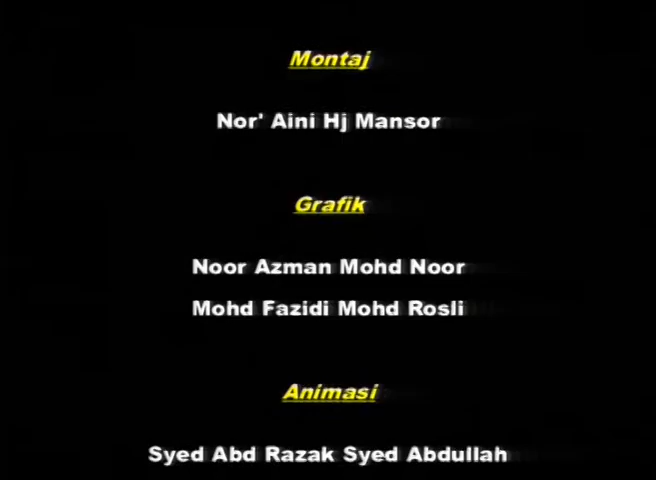 Montaj
Nor' Aini Hj Mansor
Grafik
Noor Azman Mohd Noor
Mohd Fazidi Mohd Rosli
Animasi
Syed Abd Razak Syed Abdullah